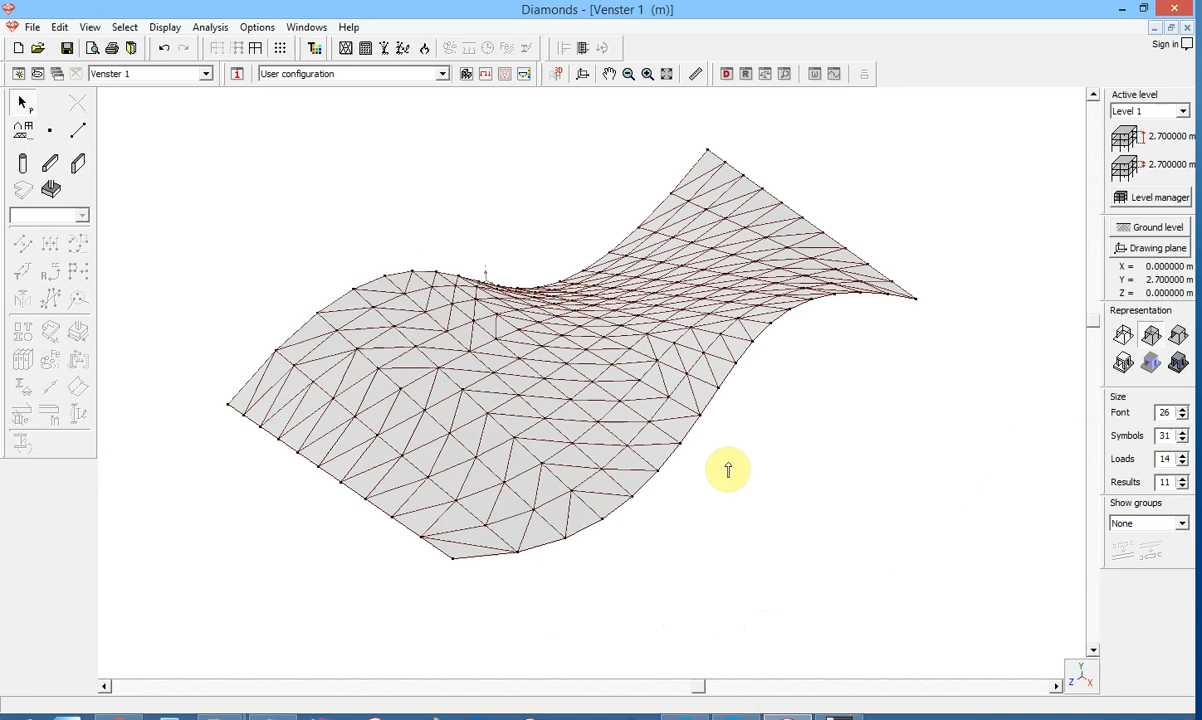 Diamonds - [Venster 1 (m)]
File Edit View Select Display Analysis Options Windows Help
Sign in
Venster 1
User configuration
Active level
Level 1
2.700000 m
2.700000 m
Level manager
Ground level
Drawing plane
X = 0.000000 m
Y = 2.700000 m
Z = 0.000000 m
Representation
Size
Font 26
Symbols 31
Loads 14
Results 11
Show groups
None
Y
Z X